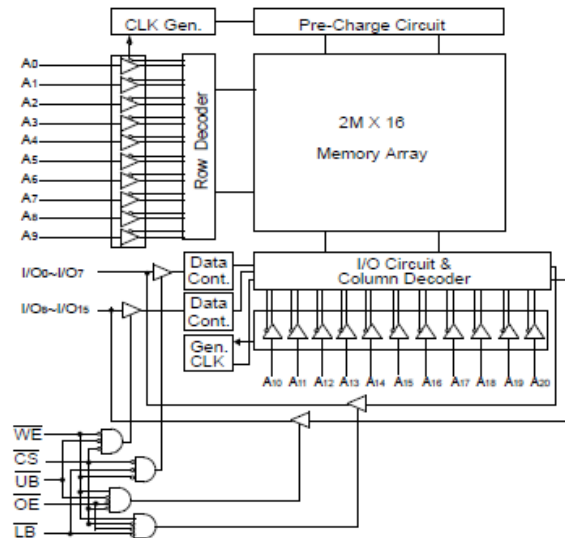 CLK Gen.
Pre-Charge Circuit
A0
A1
A2
A3
A4
A5
A6
A7
A8
A9
Row Decoder
2M X 16
Memory Array
I/O0~I/O7
Data
Cont.
I/O Circuit &
Column Decoder
I/O8~I/O15
Data
Cont.
Gen.
CLK
A10 A11 A12 A13 A14 A15 A16 A17 A18 A19 A20
WE
CS
UB
OE
LB